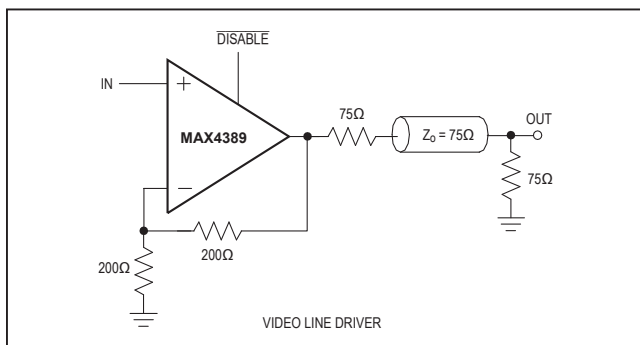 DISABLE
IN
+
MAX4389
−
75Ω
Z₀ = 75Ω
OUT
75Ω
200Ω
200Ω
VIDEO LINE DRIVER